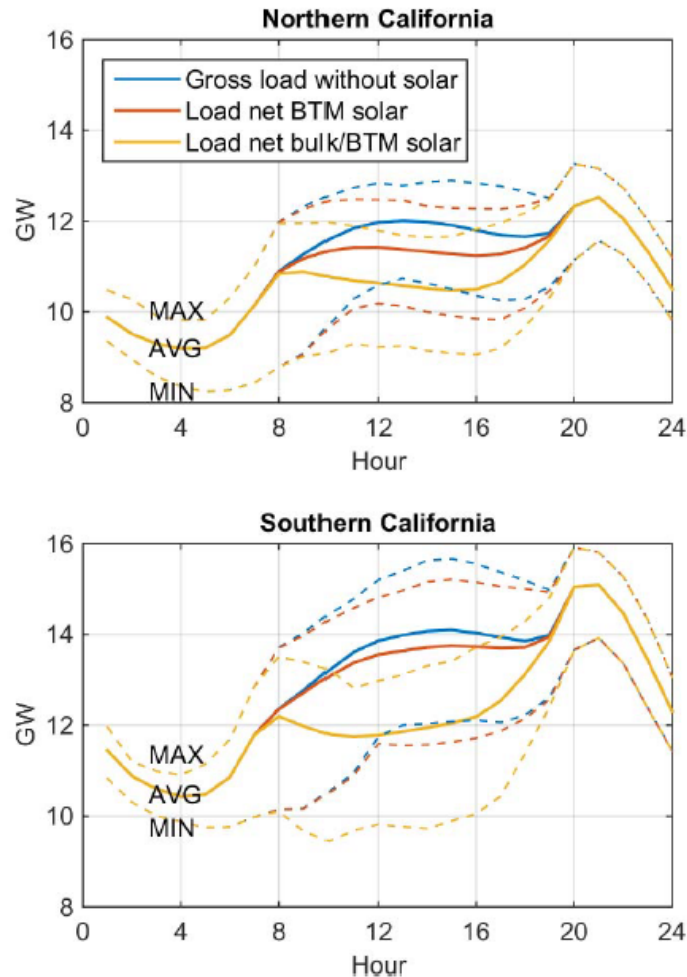 Northern California
16
14
12
10
8
GW
Gross load without solar
Load net BTM solar
Load net bulk/BTM solar
MAX
AVG
MIN
0 4 8 12 16 20 24
Hour
Southern California
16
14
12
10
8
GW
MAX
AVG
MIN
0 4 8 12 16 20 24
Hour